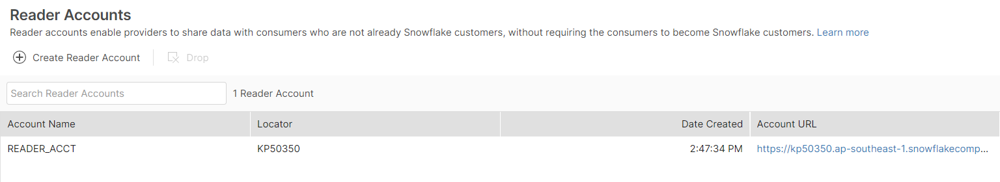 Reader Accounts
Reader accounts enable providers to share data with consumers who are not already Snowflake customers, without requiring the consumers to become Snowflake customers. Learn more
Create Reader Account Drop
Search Reader Accounts 1 Reader Account
Account Name Locator Date Created Account URL
READER_ACCT KP50350 2:47:34 PM https://kp50350.ap-southeast-1.snowflakecomp...